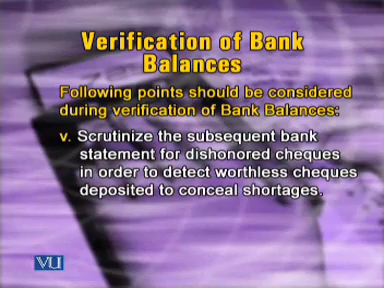 Verification of Bank
Balances
Following points should be considered
during verification of Bank Balances:
v. Scrutinize the subsequent bank
statement for dishonored cheques
in order to detect worthless cheques
deposited to conceal shortages.
VU